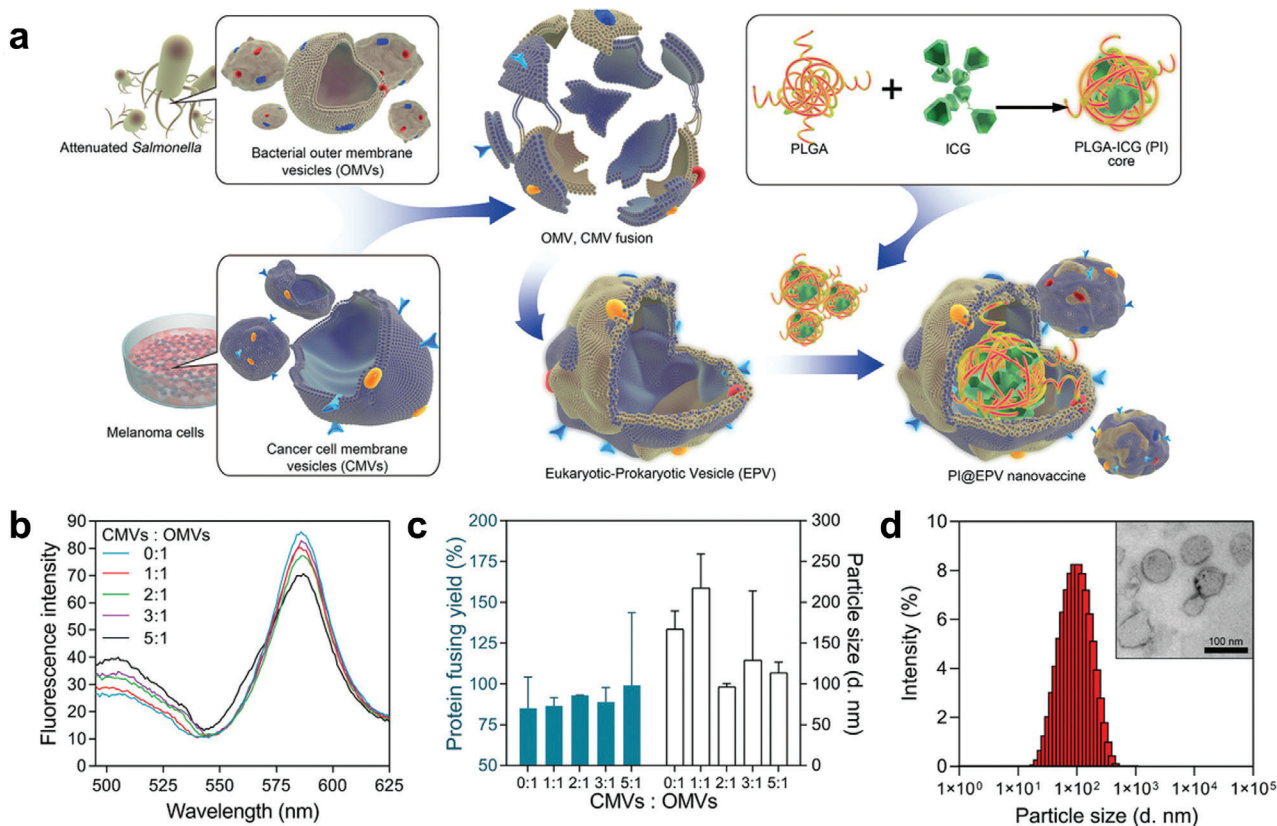 a
Attenuated Salmonella
Bacterial outer membrane
vesicles (OMVs)
OMV, CMV fusion
PLGA
+
ICG
PLGA-ICG (PI)
core
Melanoma cells
Cancer cell membrane
vesicles (CMVs)
Eukaryotic-Prokaryotic Vesicle (EPV)
PI@EPV nanovaccine
b
CMVs : OMVs
0:1
1:1
2:1
3:1
5:1
Fluorescence intensity
90
80
70
60
50
40
30
20
10
0
500 525 550 575 600 625
Wavelength (nm)
c
Protein fusing yield (%)
200
175
150
125
100
75
50
300
250
200
150
100
50
0
Particle size (d. nm)
0:1 1:1 2:1 3:1 5:1 0:1 1:1 2:1 3:1 5:1
CMVs : OMVs
d
Intensity (%)
10
8
6
4
2
0
100 nm
1×10⁰ 1×10¹ 1×10² 1×10³ 1×10⁴ 1×10⁵
Particle size (d. nm)